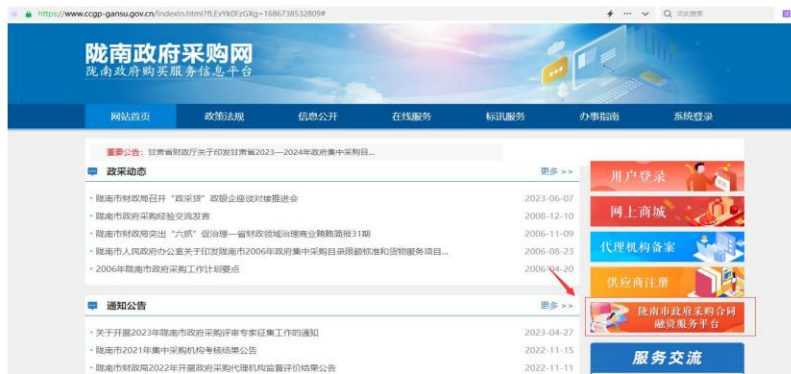 https://www.ccgp-gansu.gov.cn/indexln.html?fLEvYk0FzGXg=1686738532809#
点此搜索
陇南政府采购网
陇南政府购买服务信息平台
网站首页 政策法规 信息公开 在线服务 标讯服务 办事指南 系统登录
重要公告：甘肃省财政厅关于印发甘肃省2023—2024年政府集中采购目...
政采动态 更多 >>
陇南市财政局召开“政采贷”政银企座谈对接推进会 2023-06-07
陇南市政府采购经验交流发言 2008-12-10
陇南市财政局突出“六抓”促治理—省财政领域治理商业贿赂简报31期 2006-11-09
陇南市人民政府办公室关于印发陇南市2006年政府集中采购目录限额标准和货物服务项目... 2006-08-23
2006年陇南市政府采购工作计划要点 2006-04-20
用户登录
网上商城
代理机构备案
供应商注册
陇南市政府采购合同
融资服务平台
通知公告 更多 >>
关于开展2023年陇南市政府采购评审专家征集工作的通知 2023-04-27
陇南市2021年集中采购机构考核结果公告 2022-11-15
陇南市财政局2022年开展政府采购代理机构监督评价结果公告 2022-11-11
服务交流